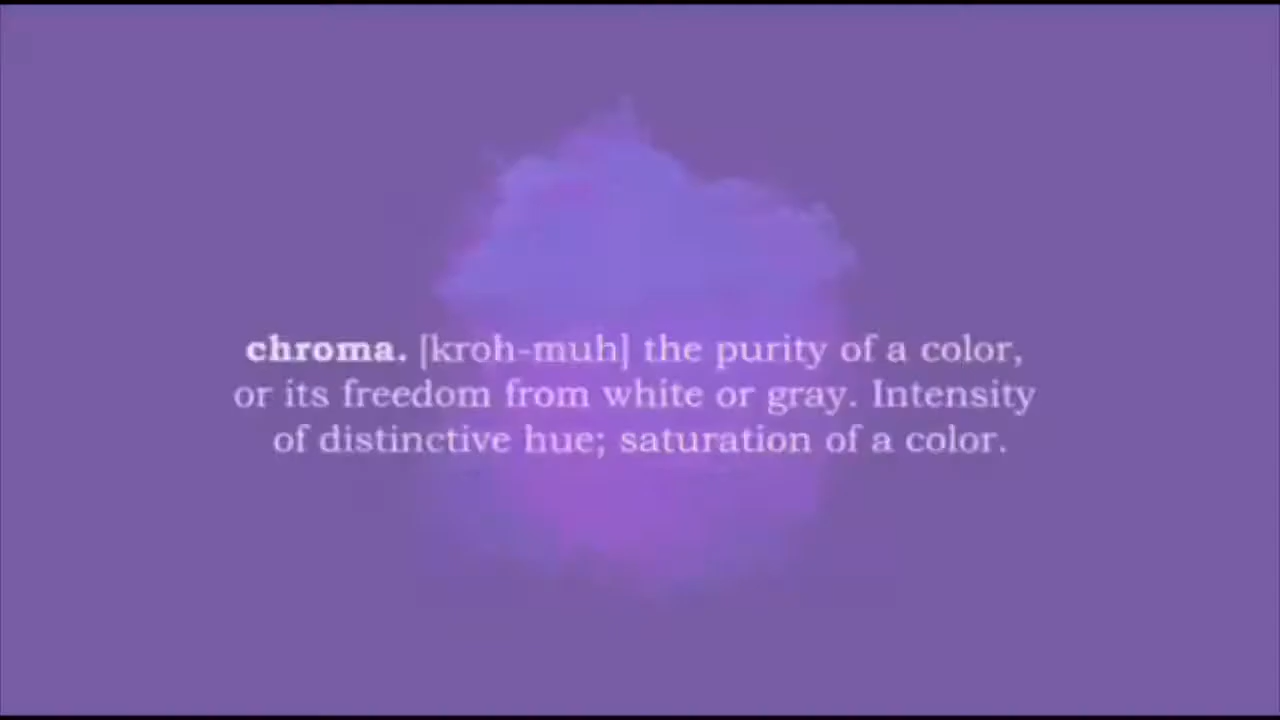 chroma. [kroh-muh] the purity of a color,
or its freedom from white or gray. Intensity
of distinctive hue; saturation of a color.